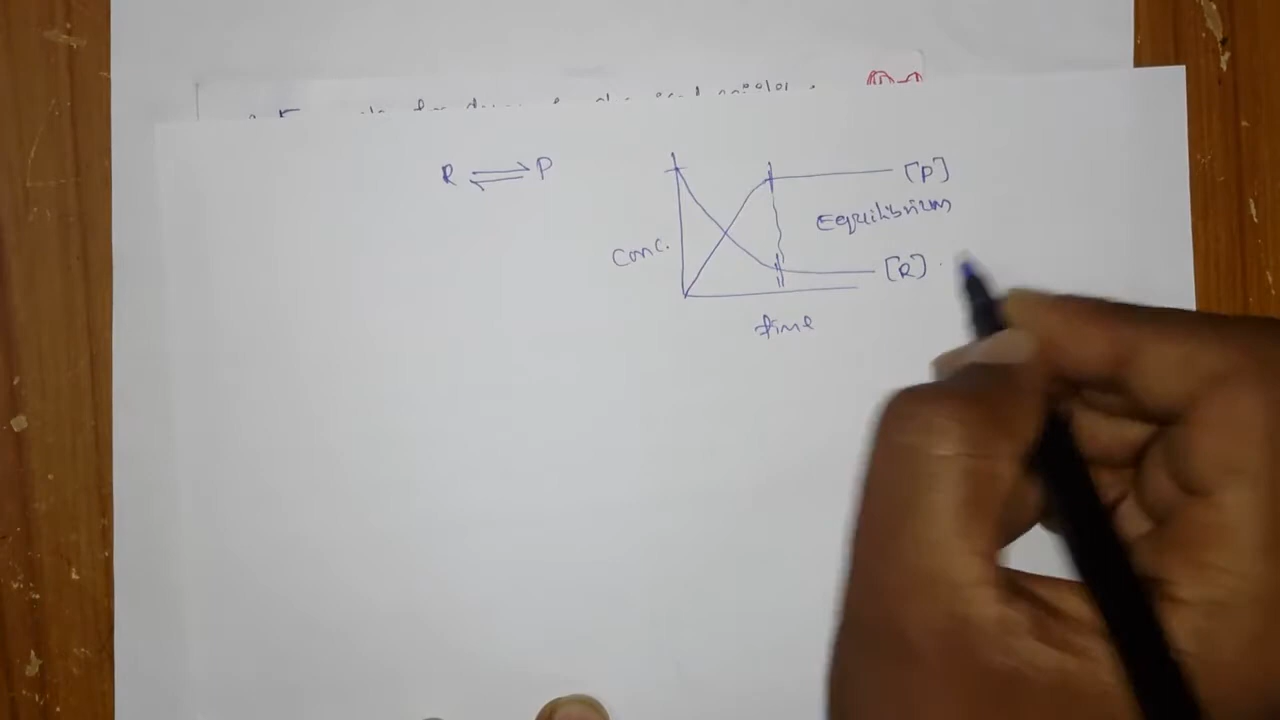 R ⇌ P
[P]
Equilibrium
Conc.
[R]
time